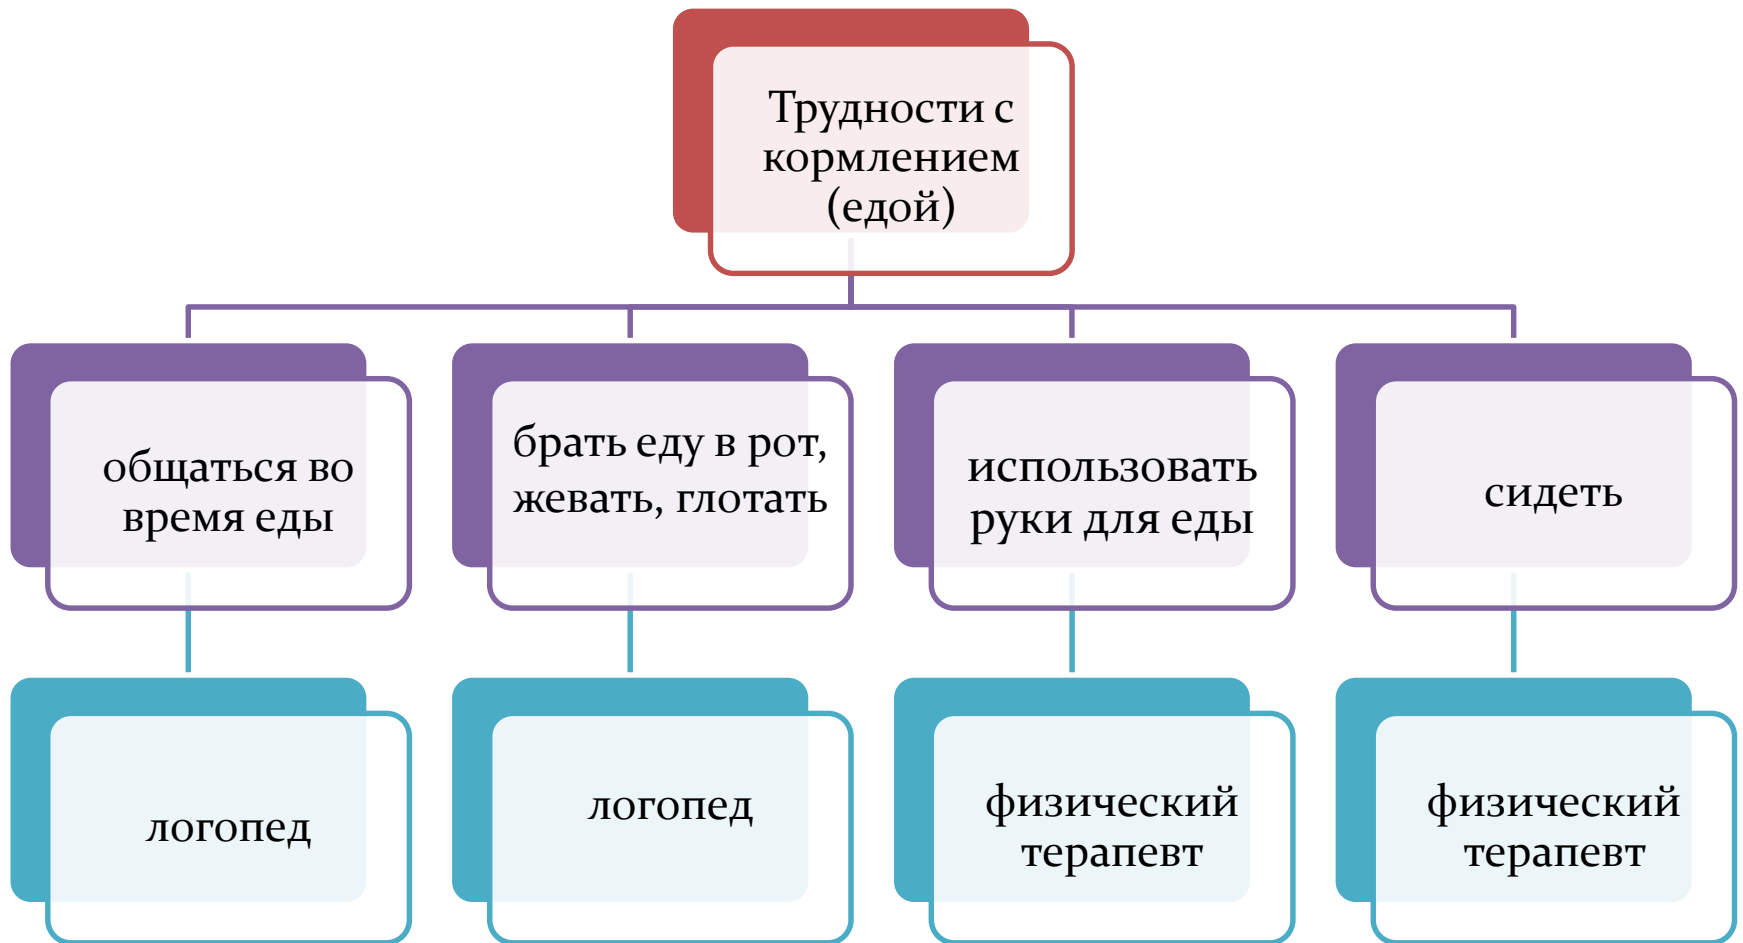 Трудности с
кормлением
(едой)
общаться во
время еды
брать еду в рот,
жевать, глотать
использовать
руки для еды
сидеть
логопед
логопед
физический
терапевт
физический
терапевт